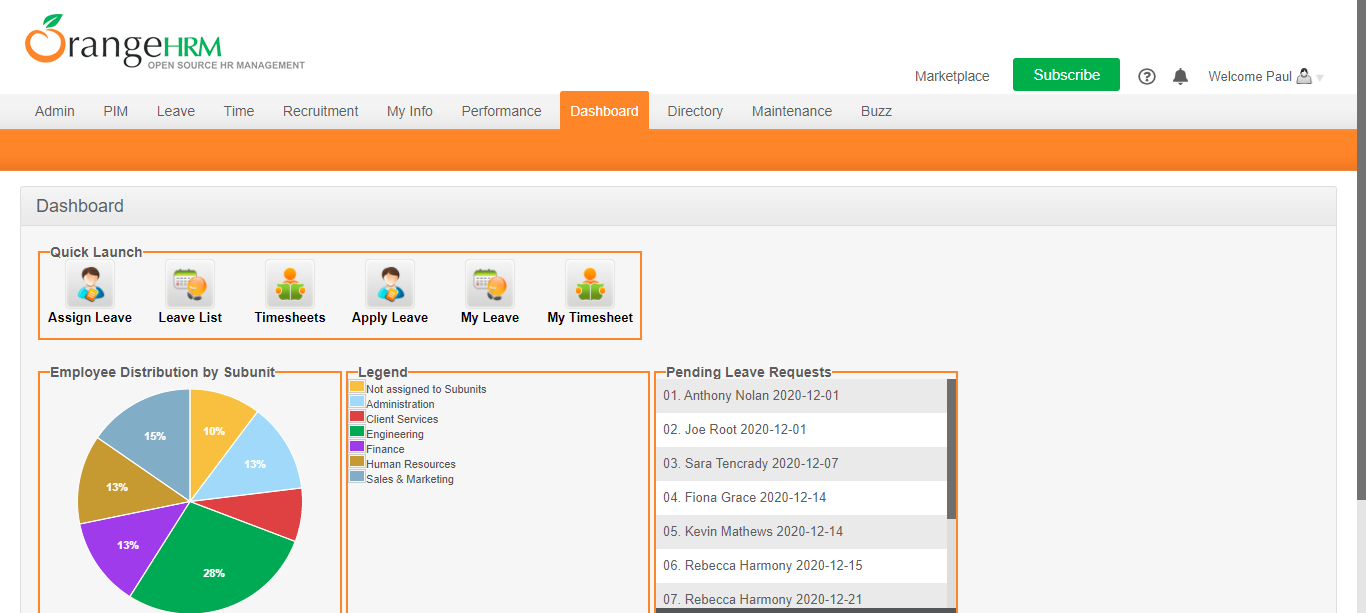 OrangeHRM
OPEN SOURCE HR MANAGEMENT
Marketplace Subscribe Welcome Paul
Admin PIM Leave Time Recruitment My Info Performance Dashboard Directory Maintenance Buzz
Dashboard
Quick Launch
Assign Leave Leave List Timesheets Apply Leave My Leave My Timesheet
Employee Distribution by Subunit
10%
13%
28%
13%
13%
15%
Legend
Not assigned to Subunits
Administration
Client Services
Engineering
Finance
Human Resources
Sales & Marketing
Pending Leave Requests
01. Anthony Nolan 2020-12-01
02. Joe Root 2020-12-01
03. Sara Tencrady 2020-12-07
04. Fiona Grace 2020-12-14
05. Kevin Mathews 2020-12-14
06. Rebecca Harmony 2020-12-15
07. Rebecca Harmony 2020-12-21